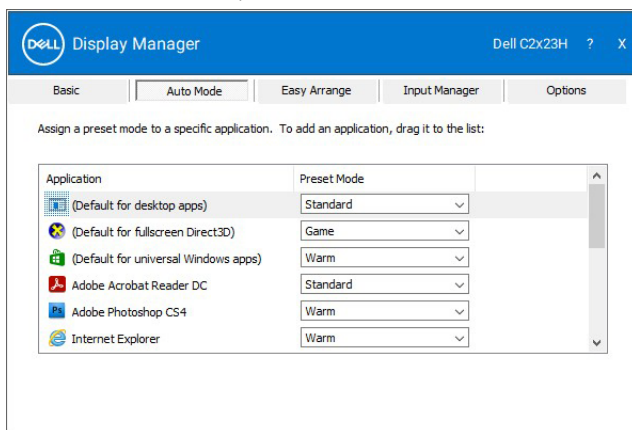 DELL Display Manager Dell C2x23H ? X
Basic Auto Mode Easy Arrange Input Manager Options
Assign a preset mode to a specific application. To add an application, drag it to the list:
Application Preset Mode
(Default for desktop apps) Standard
(Default for fullscreen Direct3D) Game
(Default for universal Windows apps) Warm
Adobe Acrobat Reader DC Standard
Ps Adobe Photoshop CS4 Warm
Internet Explorer Warm